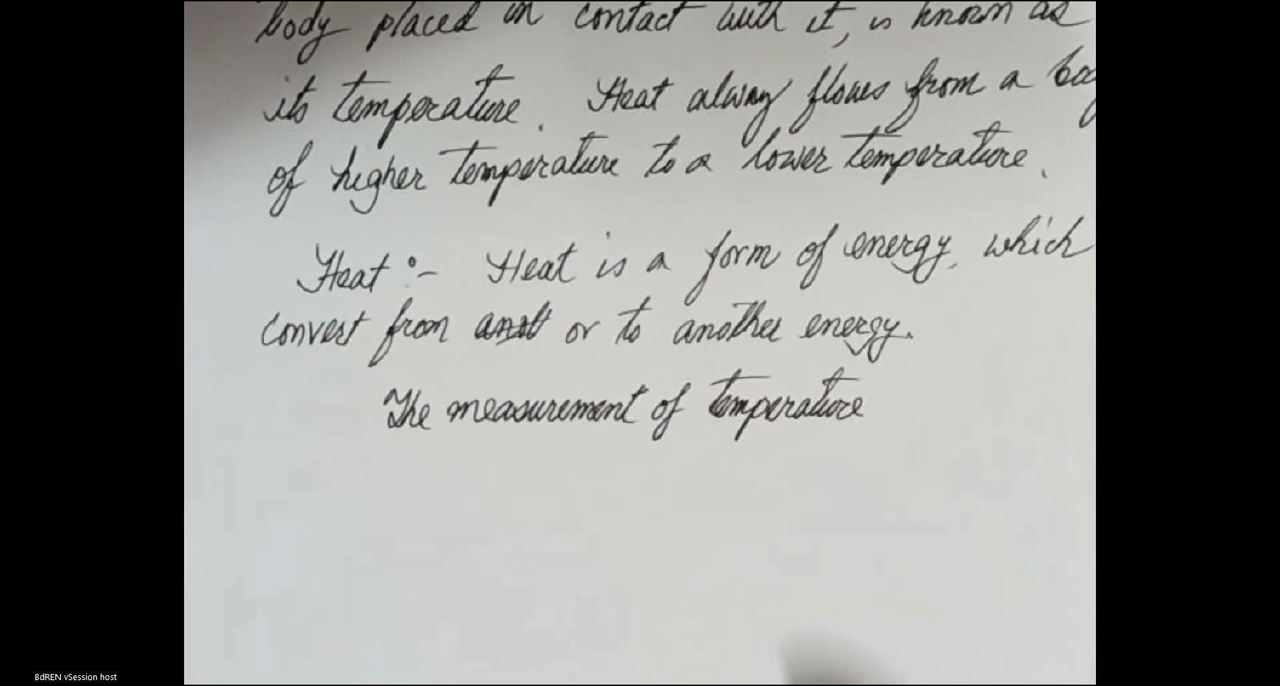 body placed in contact with it, is known as
its temperature. Heat alway flows from a bod
of higher temperature to a lower temperature.
Heat :- Heat is a form of energy, which
convert from or to another energy.
The measurement of temperature
BdREN vSession host